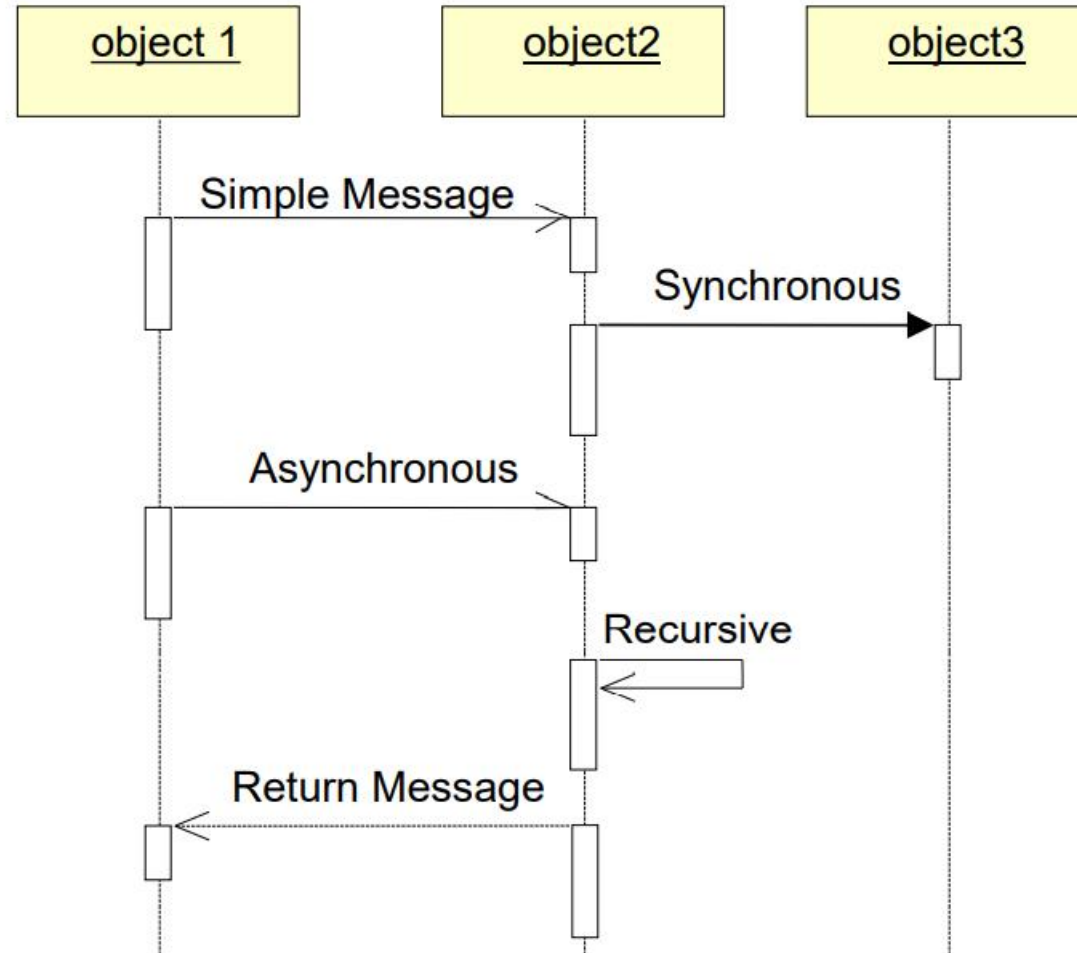 object 1
object2
object3
Simple Message
Synchronous
Asynchronous
Recursive
Return Message